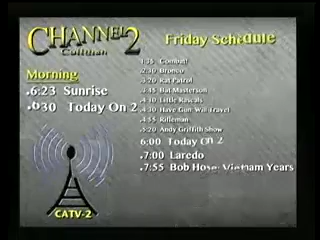 CHANNEL 2
Cullman
Friday Schedule
Morning
6:23 Sunrise
6:30 Today On 2
1:35 Combat!
2:30 Bronco
3:20 Rat Patrol
3:45 Bat Masterson
4:10 Little Rascals
4:30 Have Gun Will Travel
4:55 Rifleman
5:20 Andy Griffith Show
6:00 Today On 2
7:00 Laredo
7:55 Bob Hope: Vietnam Years
CATV-2